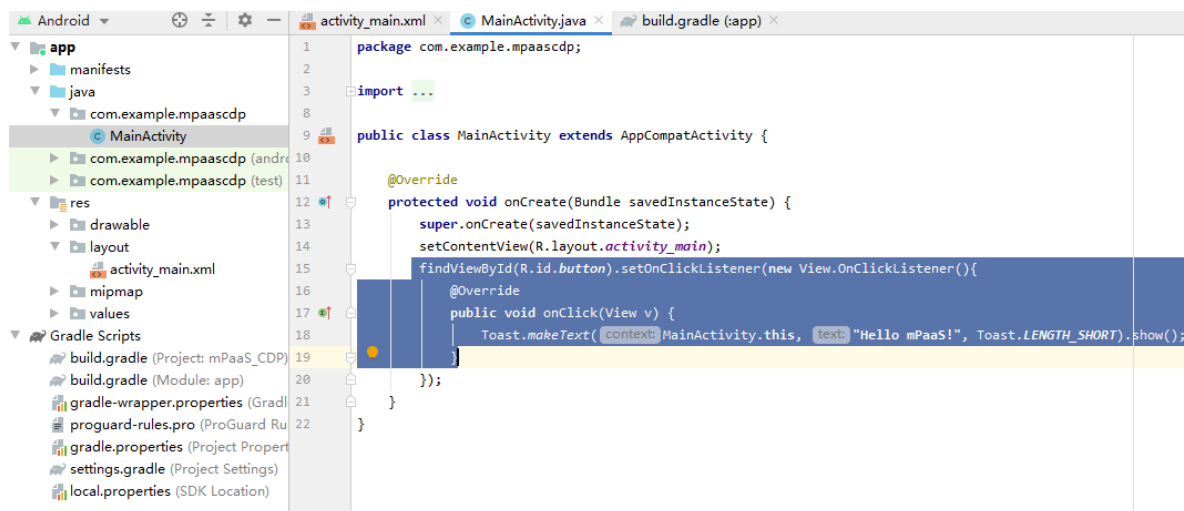 Android
activity_main.xml
MainActivity.java
build.gradle (:app)
app
manifests
java
com.example.mpaascdp
MainActivity
com.example.mpaascdp (andro
com.example.mpaascdp (test)
res
drawable
layout
activity_main.xml
mipmap
values
Gradle Scripts
build.gradle (Project: mPaaS_CDP)
build.gradle (Module: app)
gradle-wrapper.properties (Gradl
proguard-rules.pro (ProGuard Ru
gradle.properties (Project Propert
settings.gradle (Project Settings)
local.properties (SDK Location)
1 package com.example.mpaascdp;
2
3 import ...
8
9 public class MainActivity extends AppCompatActivity {
10
11 @Override
12 protected void onCreate(Bundle savedInstanceState) {
13 super.onCreate(savedInstanceState);
14 setContentView(R.layout.activity_main);
15 findViewById(R.id.button).setOnClickListener(new View.OnClickListener(){
16 @Override
17 public void onClick(View v) {
18 Toast.makeText( context: MainActivity.this, text: "Hello mPaaS!", Toast.LENGTH_SHORT).show();
19 }
20 });
21 }
22 }